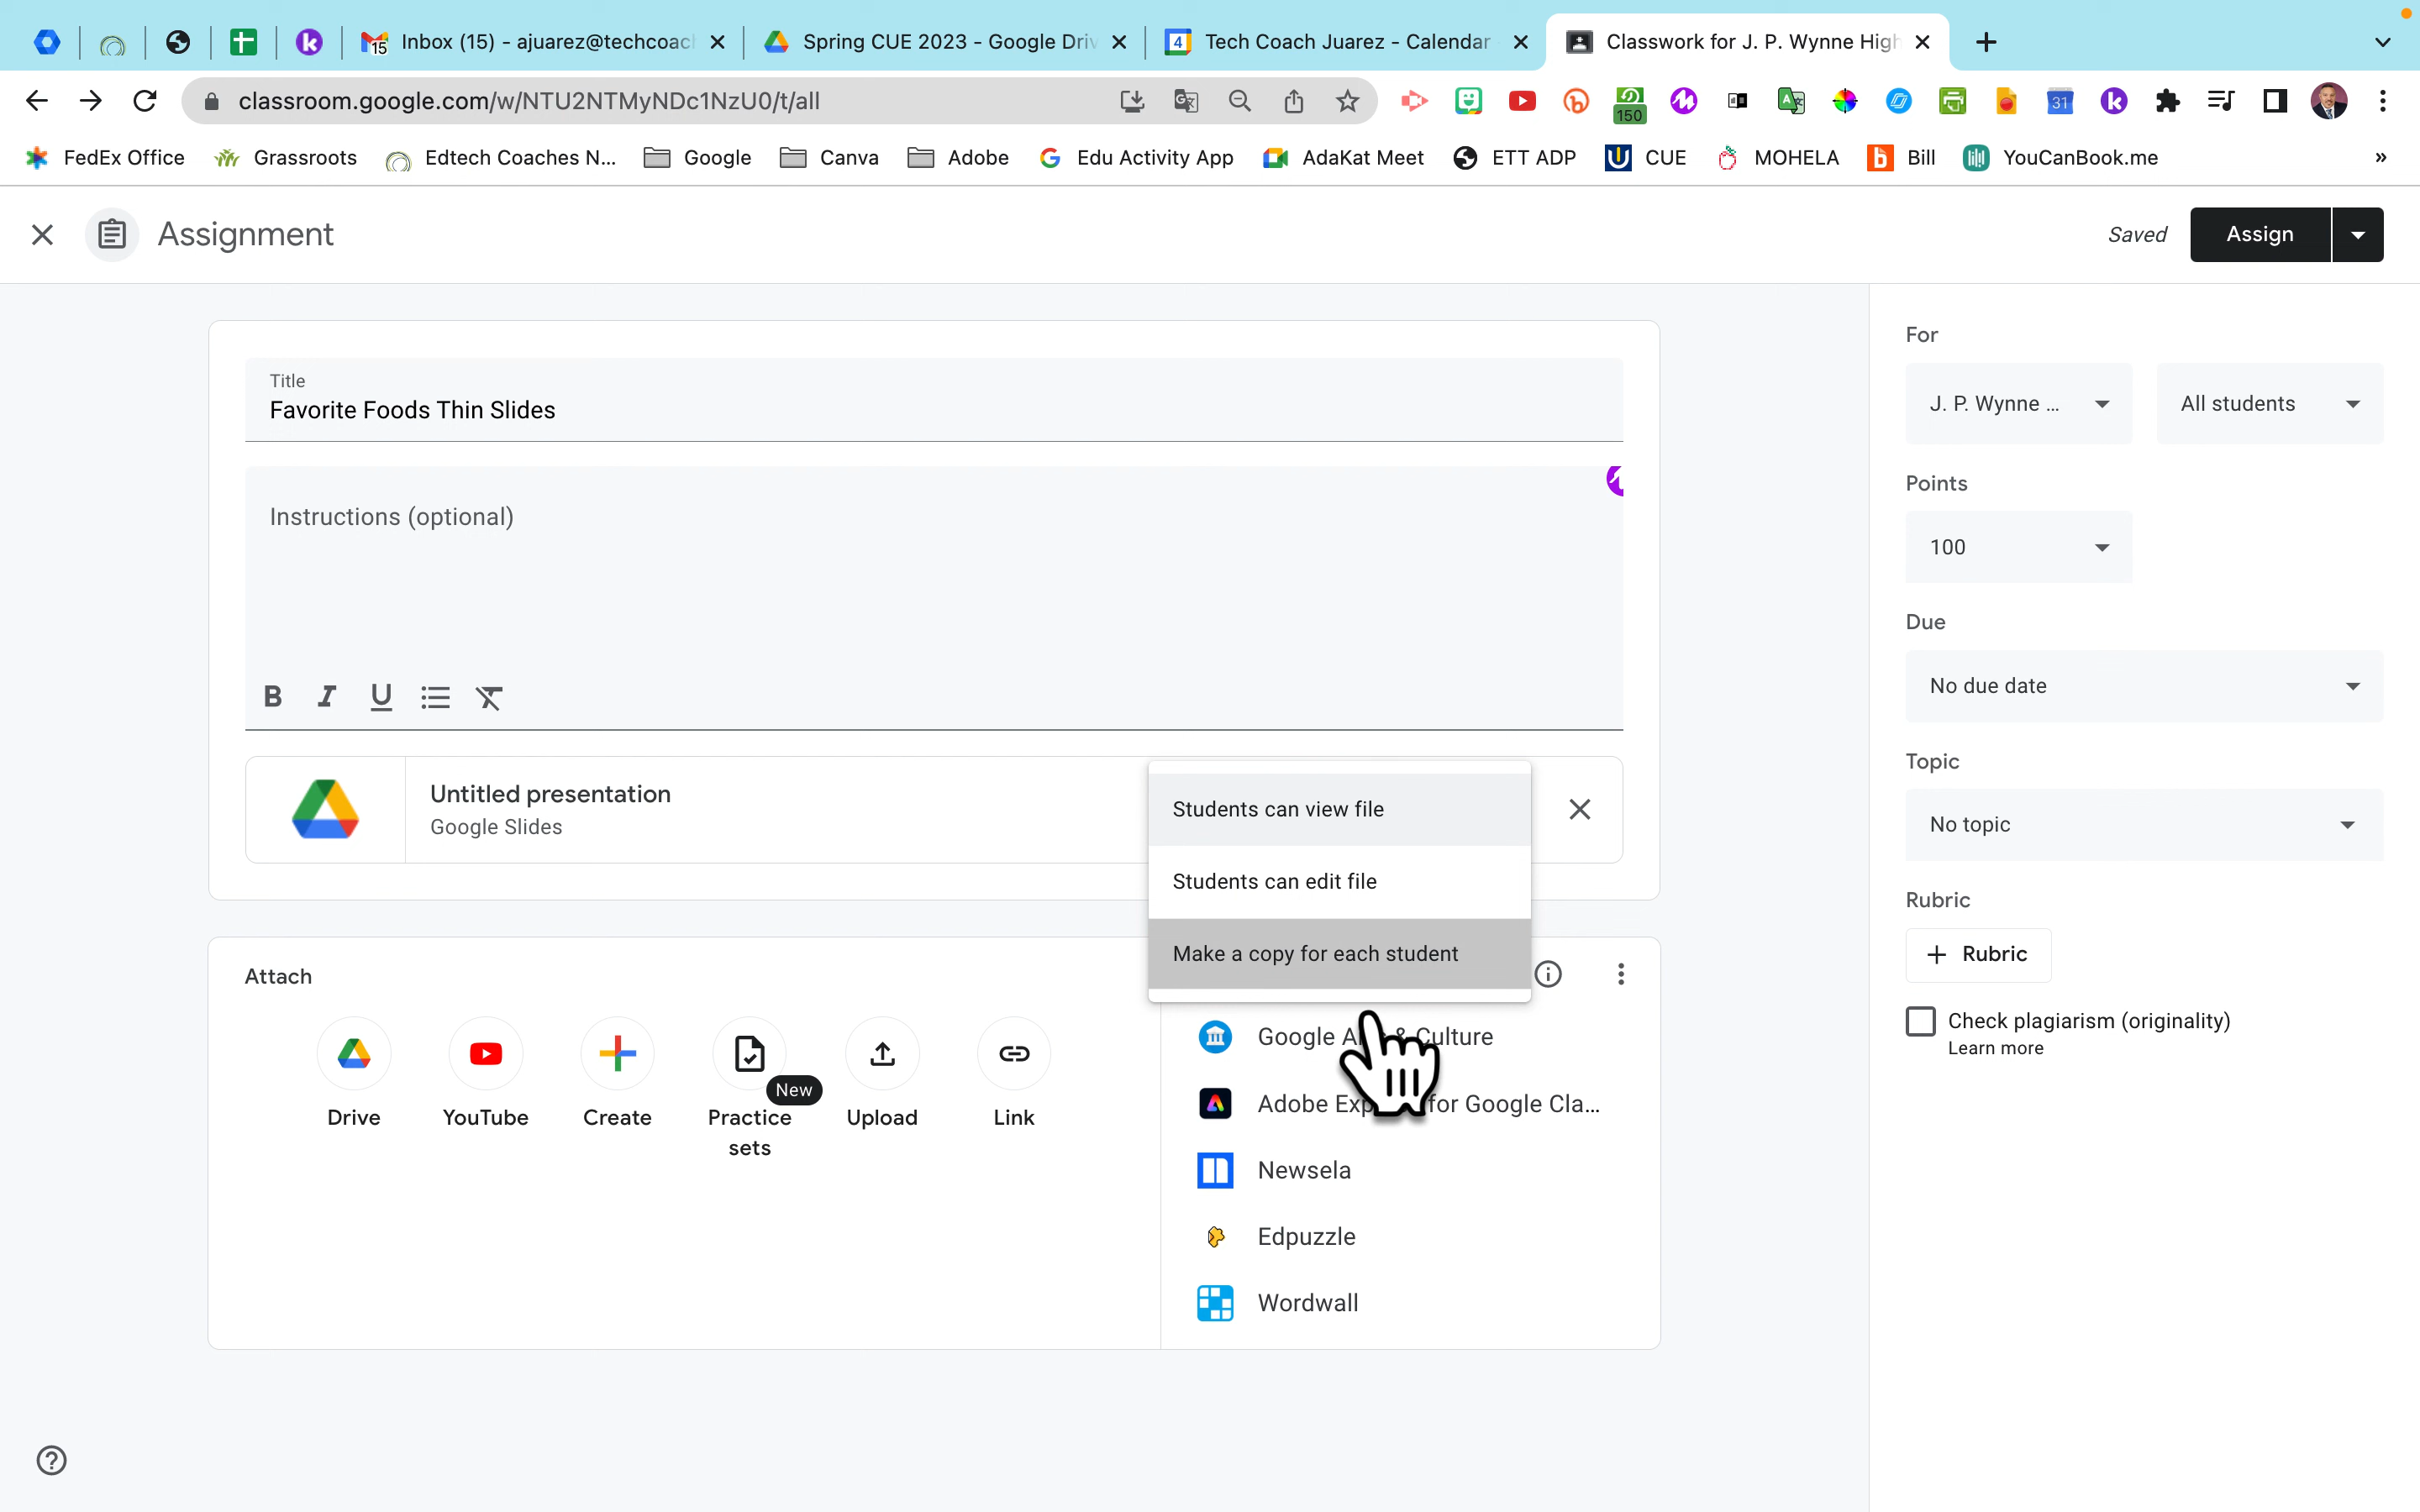 15 Inbox (15) - ajuarez@techcoac
Spring CUE 2023 - Google Driv
4 Tech Coach Juarez - Calendar
Classwork for J. P. Wynne High
classroom.google.com/w/NTU2NTMyNDc1NzU0/t/all
150
31
FedEx Office
Grassroots
Edtech Coaches N...
Google
Canva
Adobe
Edu Activity App
AdaKat Meet
ETT ADP
CUE
MOHELA
Bill
YouCanBook.me
»
Assignment
Saved
Assign
Title
Favorite Foods Thin Slides
Instructions (optional)
B I U
Untitled presentation
Google Slides
Students can view file
Students can edit file
Make a copy for each student
Attach
Drive
YouTube
Create
New
Practice
sets
Upload
Link
Google & Culture
Adobe for Google Cla...
Newsela
Edpuzzle
Wordwall
For
J. P. Wynne ...
All students
Points
100
Due
No due date
Topic
No topic
Rubric
+ Rubric
Check plagiarism (originality)
Learn more